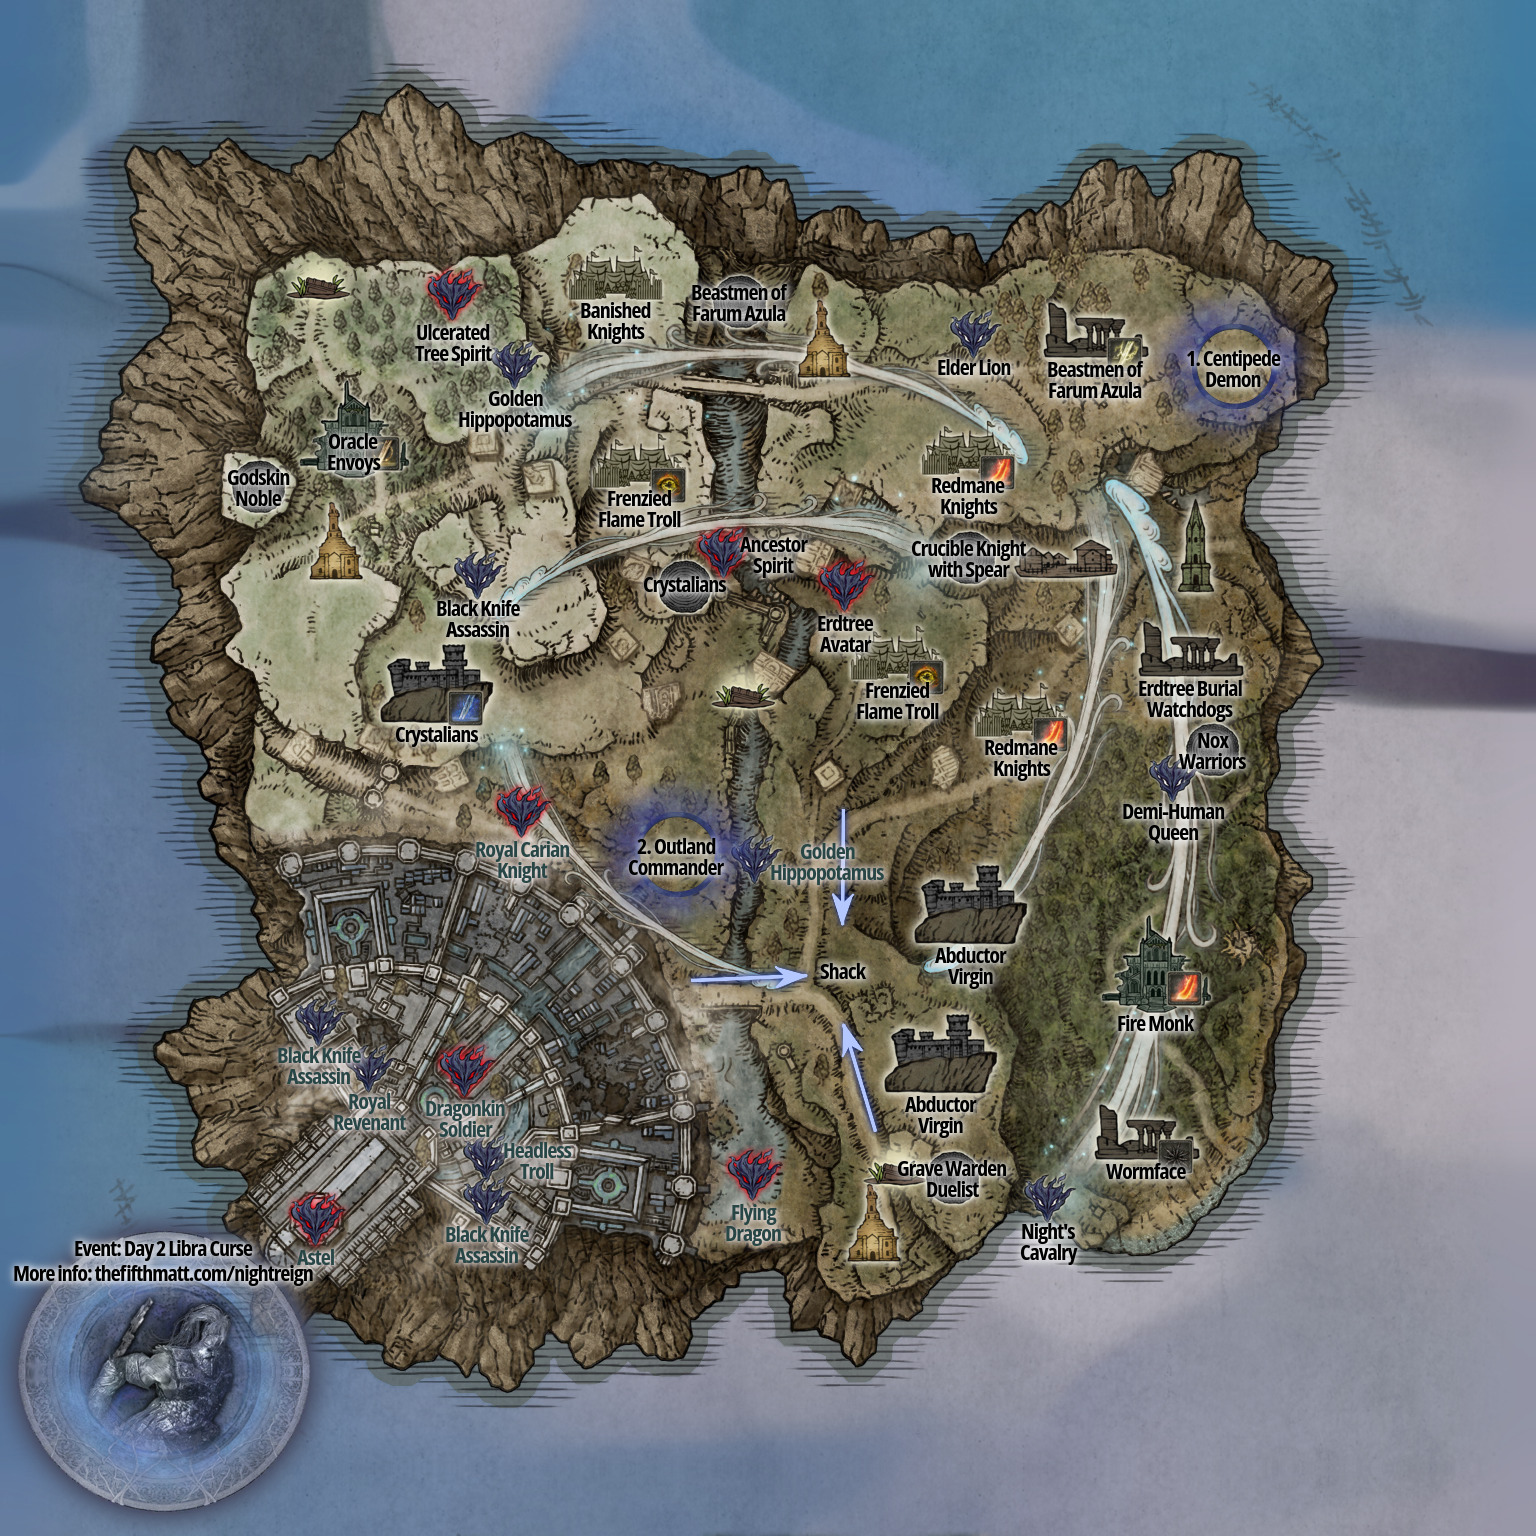 Ulcerated
Tree Spirit
Banished
Knights
Beastmen of
Farum Azula
Elder Lion
Beastmen of
Farum Azula
1. Centipede
Demon
Golden
Hippopotamus
Oracle
Envoys
Godskin
Noble
Frenzied
Flame Troll
Redmane
Knights
Ancestor
Spirit
Crucible Knight
with Spear
Crystalians
Black Knife
Assassin
Erdtree
Avatar
Frenzied
Flame Troll
Erdtree Burial
Watchdogs
Crystalians
Redmane
Knights
Nox
Warriors
Demi-Human
Queen
Royal Carian
Knight
2. Outland
Commander
Golden
Hippopotamus
Abductor
Virgin
Shack
Fire Monk
Black Knife
Assassin
Royal
Revenant
Dragonkin
Soldier
Abductor
Virgin
Headless
Troll
Grave Warden
Duelist
Wormface
Flying
Dragon
Black Knife
Assassin
Night's
Cavalry
Astel
Event: Day 2 Libra Curse
More info: thefifthmatt.com/nightreign